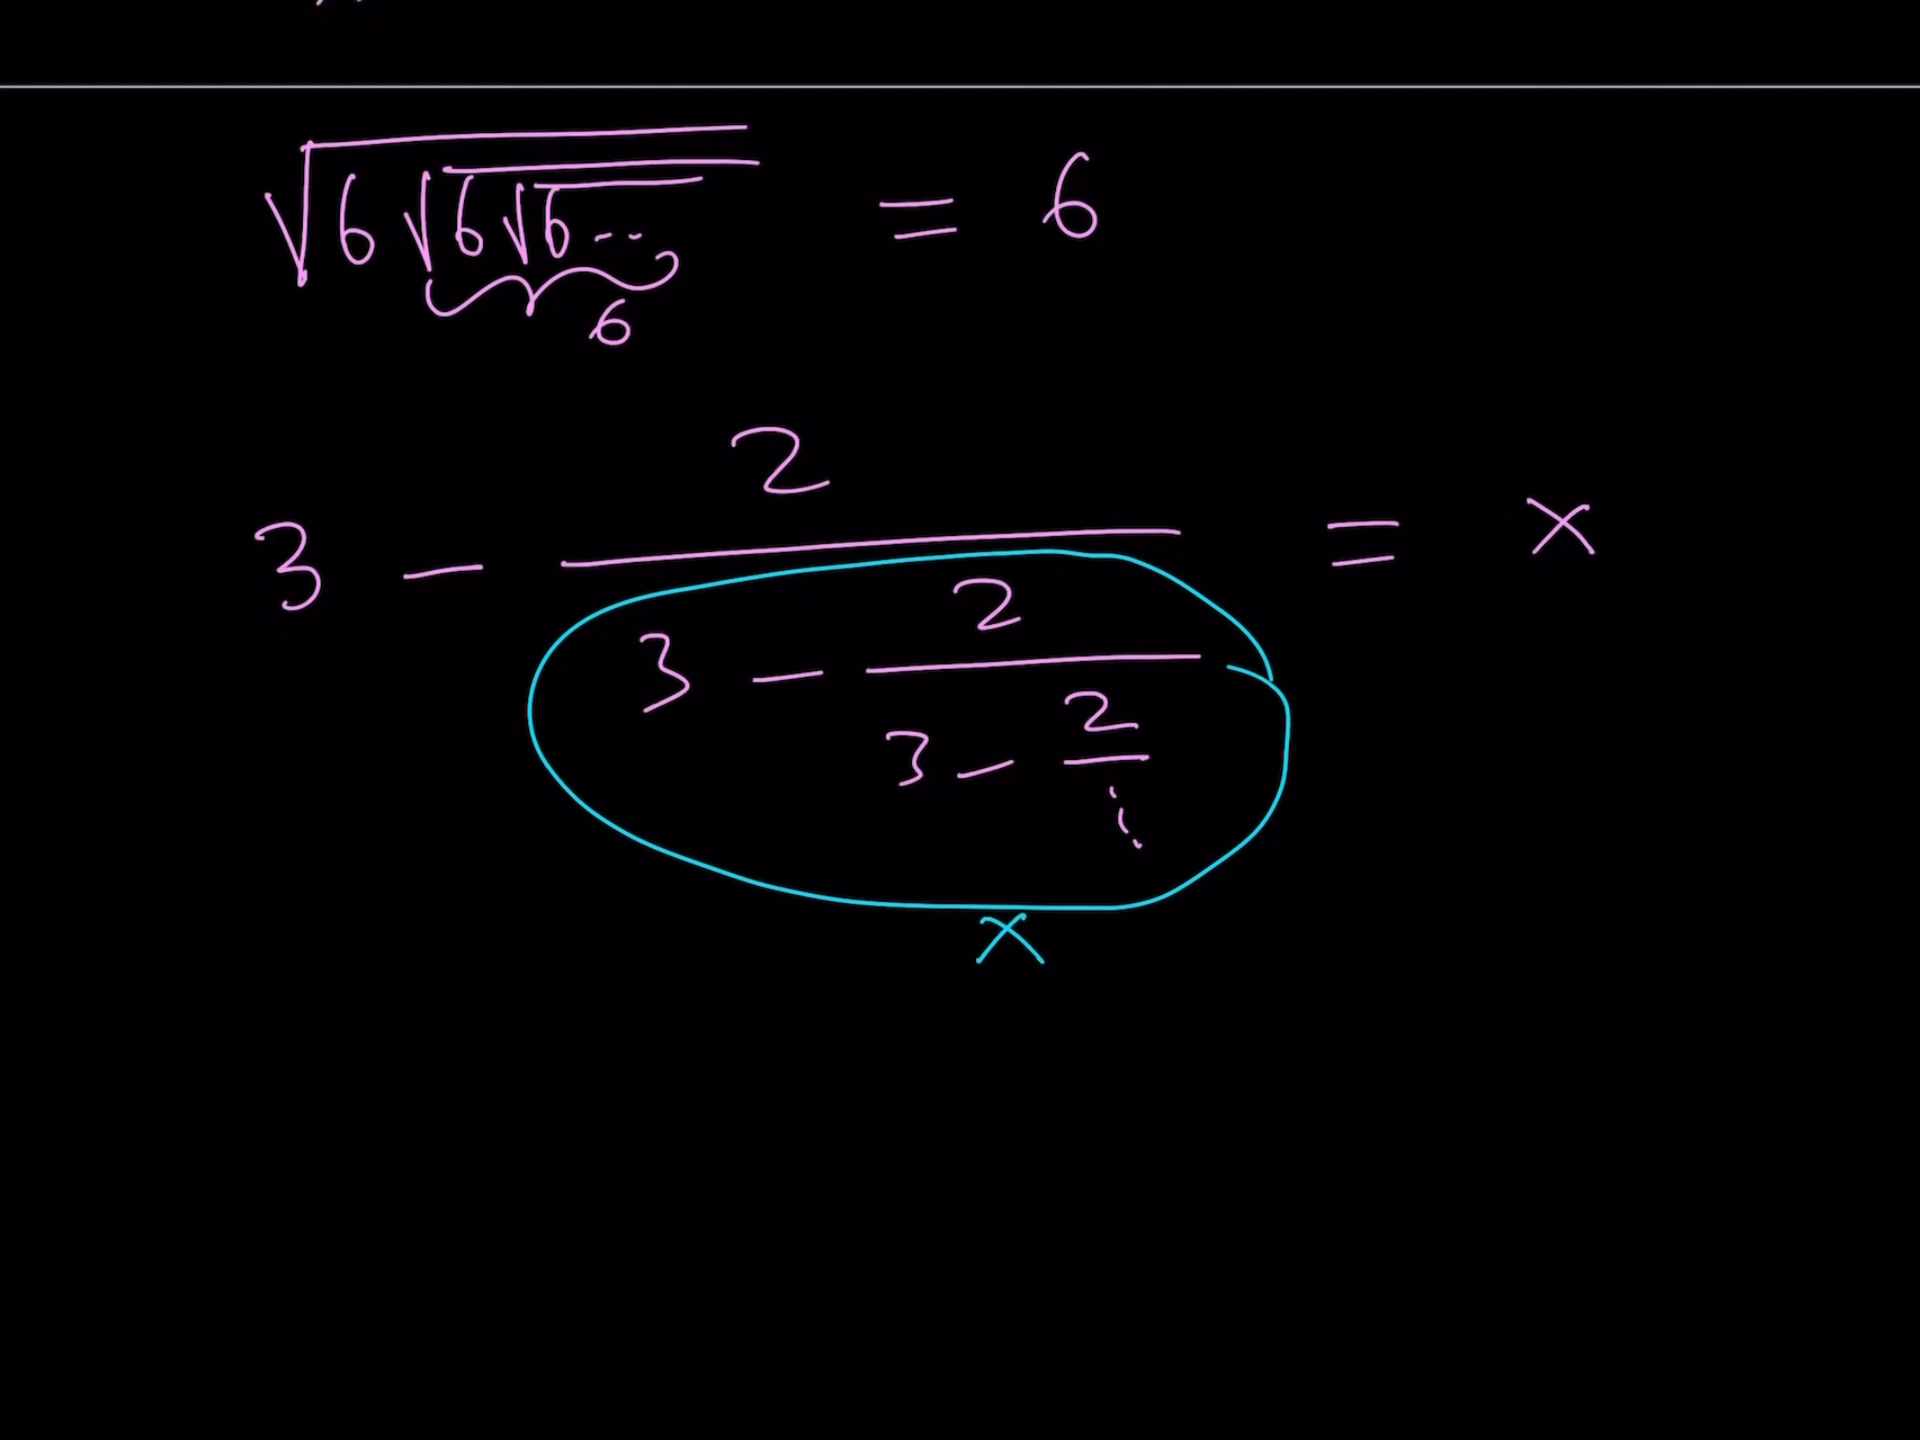 √6√6√6... = 6
6
3 - 2/(3 - 2/(3 - 2/⋱)) = x
x